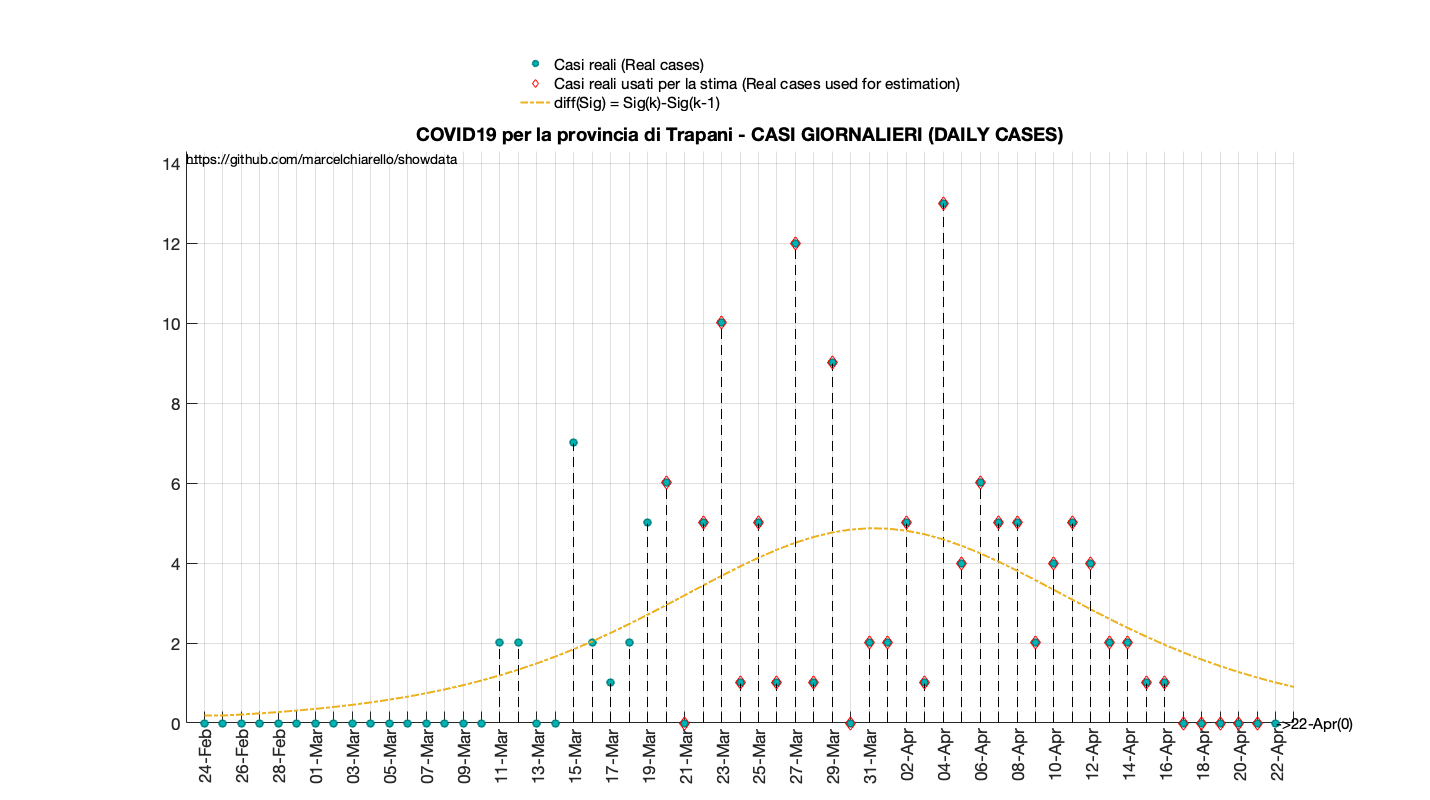 Casi reali (Real cases)
Casi reali usati per la stima (Real cases used for estimation)
diff(Sig) = Sig(k)-Sig(k-1)
COVID19 per la provincia di Trapani - CASI GIORNALIERI (DAILY CASES)
https://github.com/marcelchiarello/showdata
14
12
10
8
6
4
2
0
->22-Apr(0)
24-Feb
26-Feb
28-Feb
01-Mar
03-Mar
05-Mar
07-Mar
09-Mar
11-Mar
13-Mar
15-Mar
17-Mar
19-Mar
21-Mar
23-Mar
25-Mar
27-Mar
29-Mar
31-Mar
02-Apr
04-Apr
06-Apr
08-Apr
10-Apr
12-Apr
14-Apr
16-Apr
18-Apr
20-Apr
22-Apr